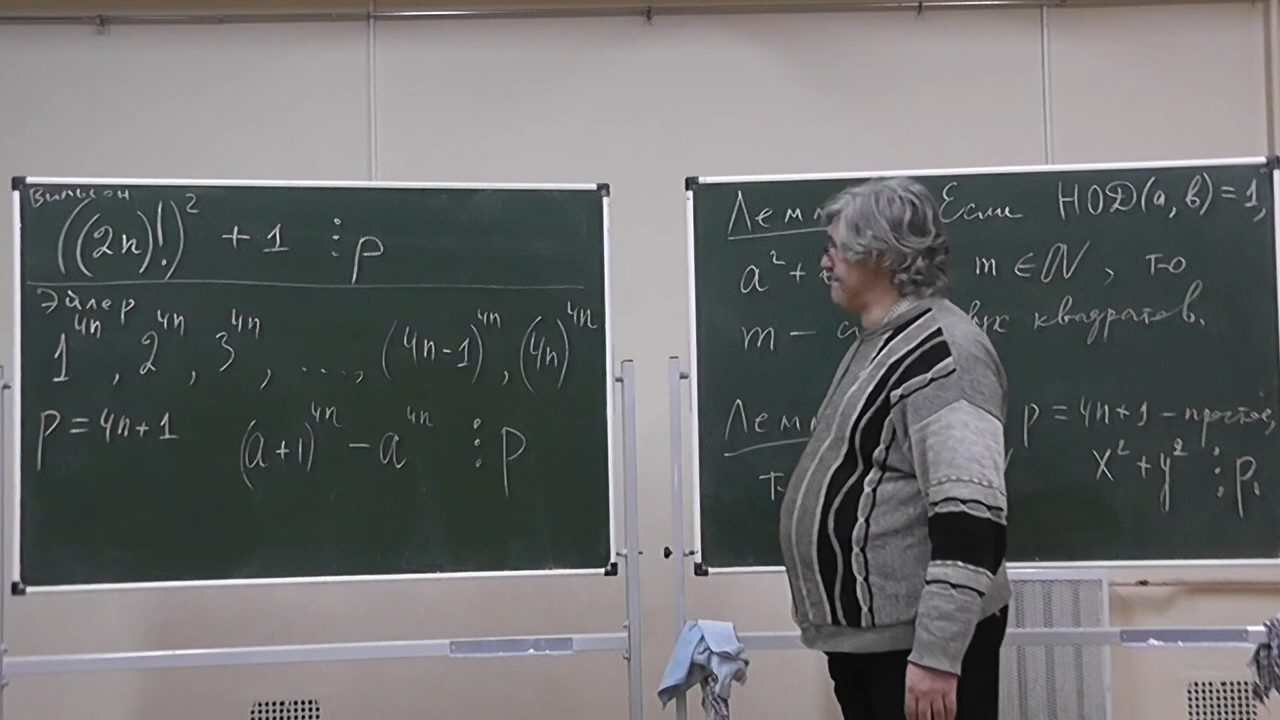 Вильсон
((2n)!)² + 1 ⋮ p
Эйлер
1⁴ⁿ, 2⁴ⁿ, 3⁴ⁿ, ..., (4n-1)⁴ⁿ, (4n)⁴ⁿ
p = 4n+1 (a+1)⁴ⁿ - a⁴ⁿ ⋮ p
Если НОД(a, b) = 1,
a² + m ∈ N, т-о
m – квадратов.
p = 4n+1 – простое,
x² + y² ⋮ p.